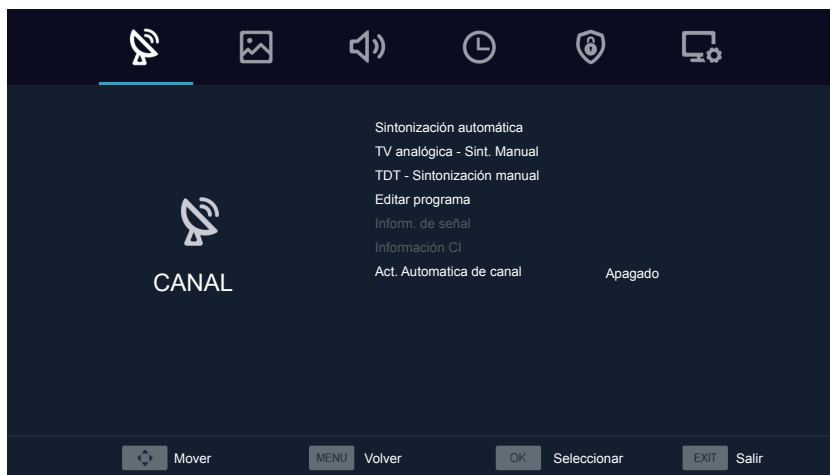 Sintonización automática
TV analógica - Sint. Manual
TDT - Sintonización manual
Editar programa
Inform. de señal
Información CI
Act. Automatica de canal Apagado
CANAL
Mover MENU Volver OK Seleccionar EXIT Salir